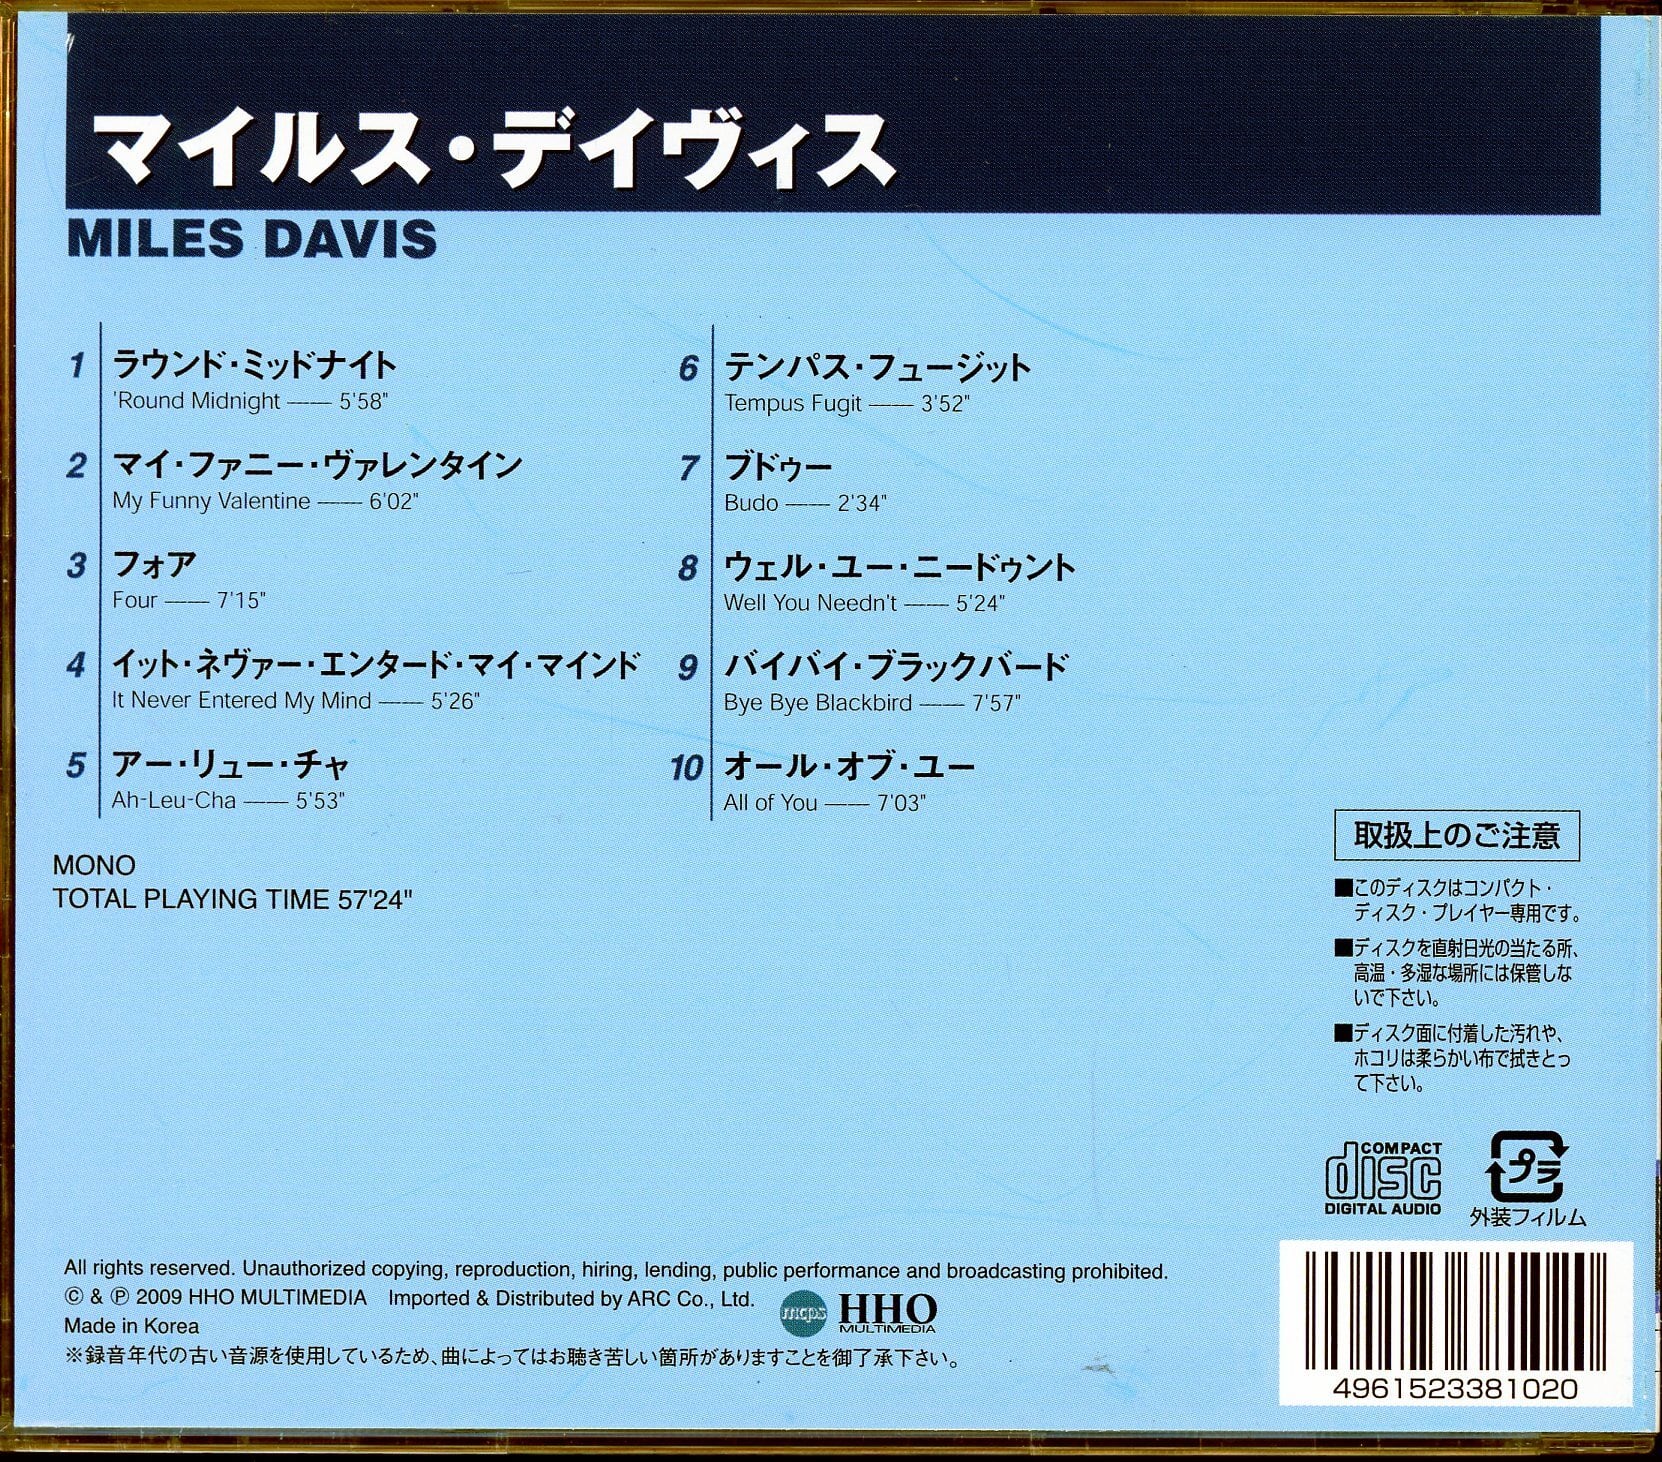 マイルス・デイヴィス
MILES DAVIS
1 ラウンド・ミッドナイト
'Round Midnight —— 5'58"
2 マイ・ファニー・ヴァレンタイン
My Funny Valentine —— 6'02"
3 フォア
Four —— 7'15"
4 イット・ネヴァー・エンタード・マイ・マインド
It Never Entered My Mind —— 5'26"
5 アー・リュー・チャ
Ah-Leu-Cha —— 5'53"
6 テンパス・フュージット
Tempus Fugit —— 3'52"
7 ブドゥー
Budo —— 2'34"
8 ウェル・ユー・ニードゥント
Well You Needn't —— 5'24"
9 バイバイ・ブラックバード
Bye Bye Blackbird —— 7'57"
10 オール・オブ・ユー
All of You —— 7'03"
MONO
TOTAL PLAYING TIME 57'24"
取扱上のご注意
■このディスクはコンパクト・
ディスク・プレイヤー専用です。
■ディスクを直射日光の当たる所、
高温・多湿な場所には保管しな
いで下さい。
■ディスク面に付着した汚れや、
ホコリは柔らかい布で拭きとっ
て下さい。
COMPACT
disc
DIGITAL AUDIO
プラ
外装フィルム
All rights reserved. Unauthorized copying, reproduction, hiring, lending, public performance and broadcasting prohibited.
© & ℗ 2009 HHO MULTIMEDIA Imported & Distributed by ARC Co., Ltd.
mcps
HHO
MULTIMEDIA
Made in Korea
※録音年代の古い音源を使用しているため、曲によってはお聴き苦しい箇所がありますことを御了承下さい。
4961523381020